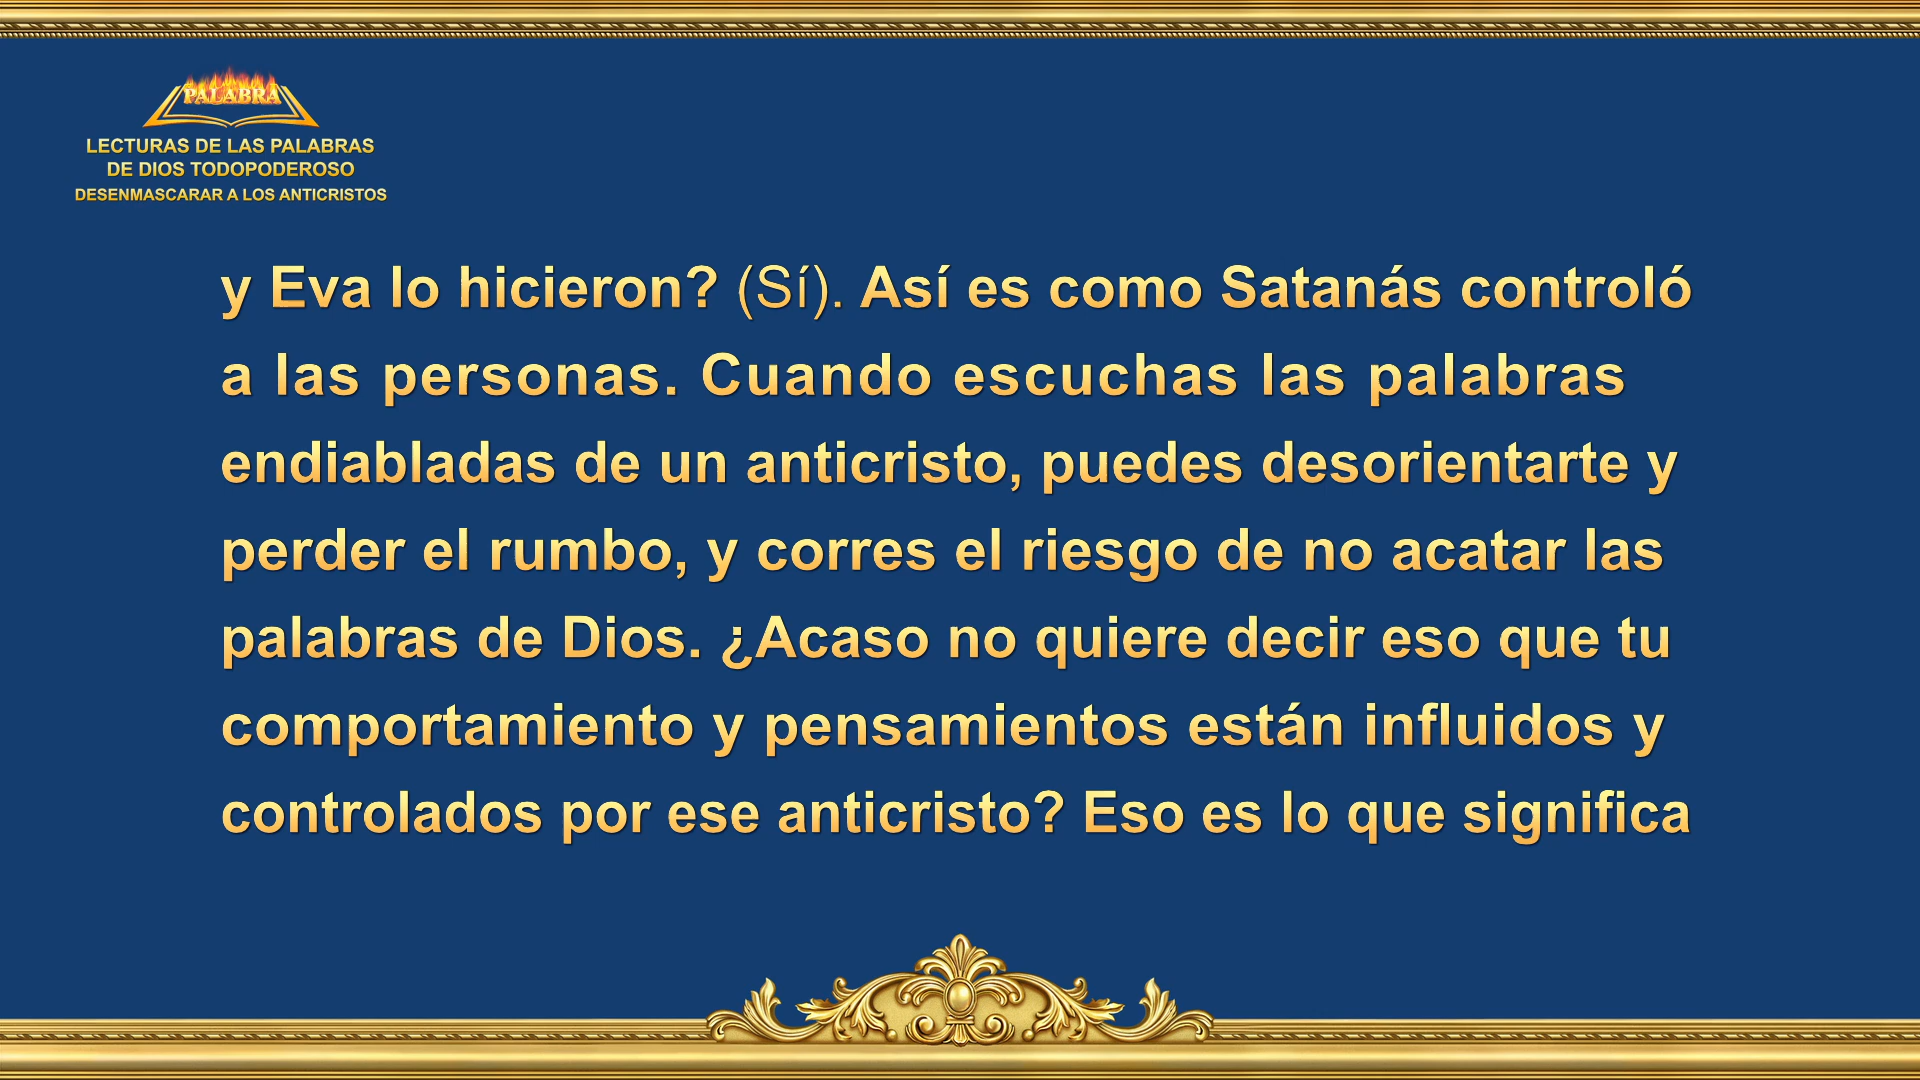 PALABRA
LECTURAS DE LAS PALABRAS
DE DIOS TODOPODEROSO
DESENMASCARAR A LOS ANTICRISTOS
y Eva lo hicieron? (Sí). Así es como Satanás controló
a las personas. Cuando escuchas las palabras
endiabladas de un anticristo, puedes desorientarte y
perder el rumbo, y corres el riesgo de no acatar las
palabras de Dios. ¿Acaso no quiere decir eso que tu
comportamiento y pensamientos están influidos y
controlados por ese anticristo? Eso es lo que significa